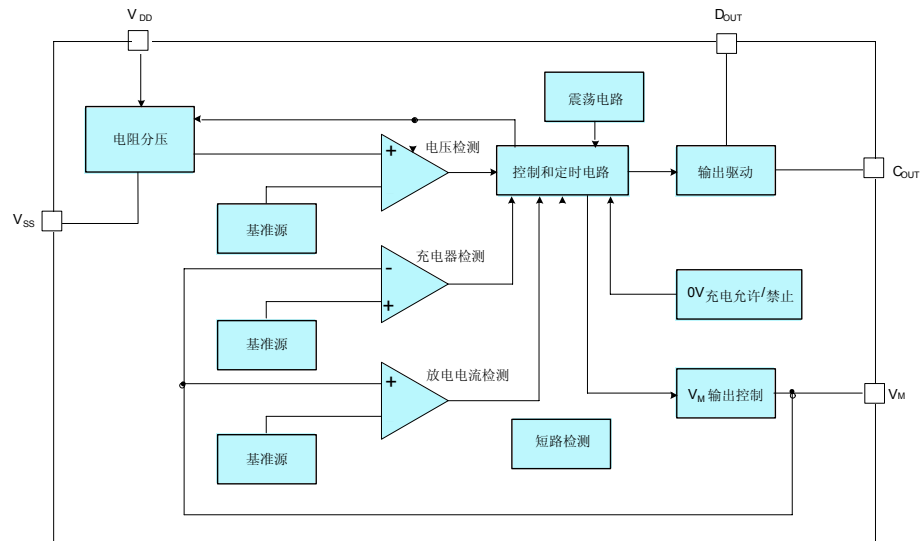 V DD
DOUT
震荡电路
电阻分压
+
电压检测
控制和定时电路
输出驱动
COUT
VSS
基准源
充电器检测
-
+
0V 充电允许/禁止
基准源
放电电流检测
+
VM 输出控制
VM
基准源
短路检测